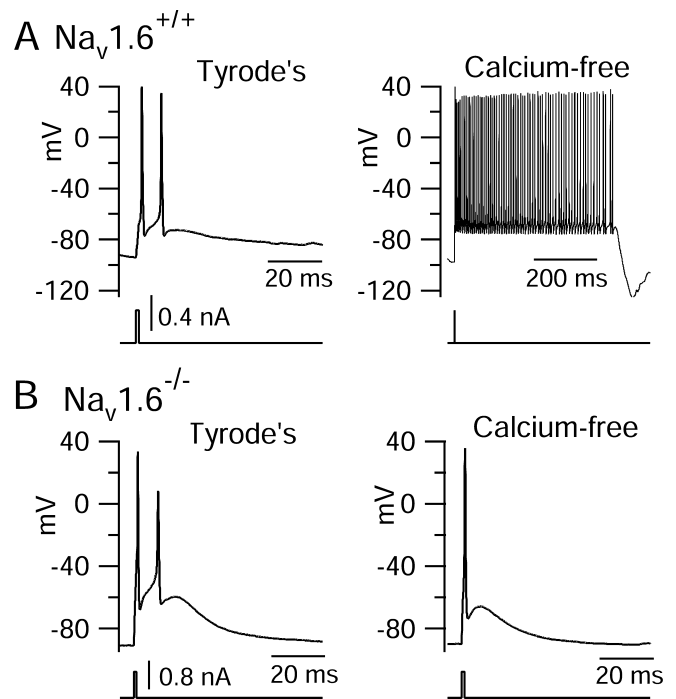 A Nav1.6+/+
Tyrode's
Calcium-free
40
0
-40
-80
-120
mV
20 ms
0.4 nA
40
0
-40
-80
-120
mV
200 ms
B Nav1.6-/-
Tyrode's
Calcium-free
40
0
-40
-80
mV
20 ms
0.8 nA
40
0
-40
-80
mV
20 ms